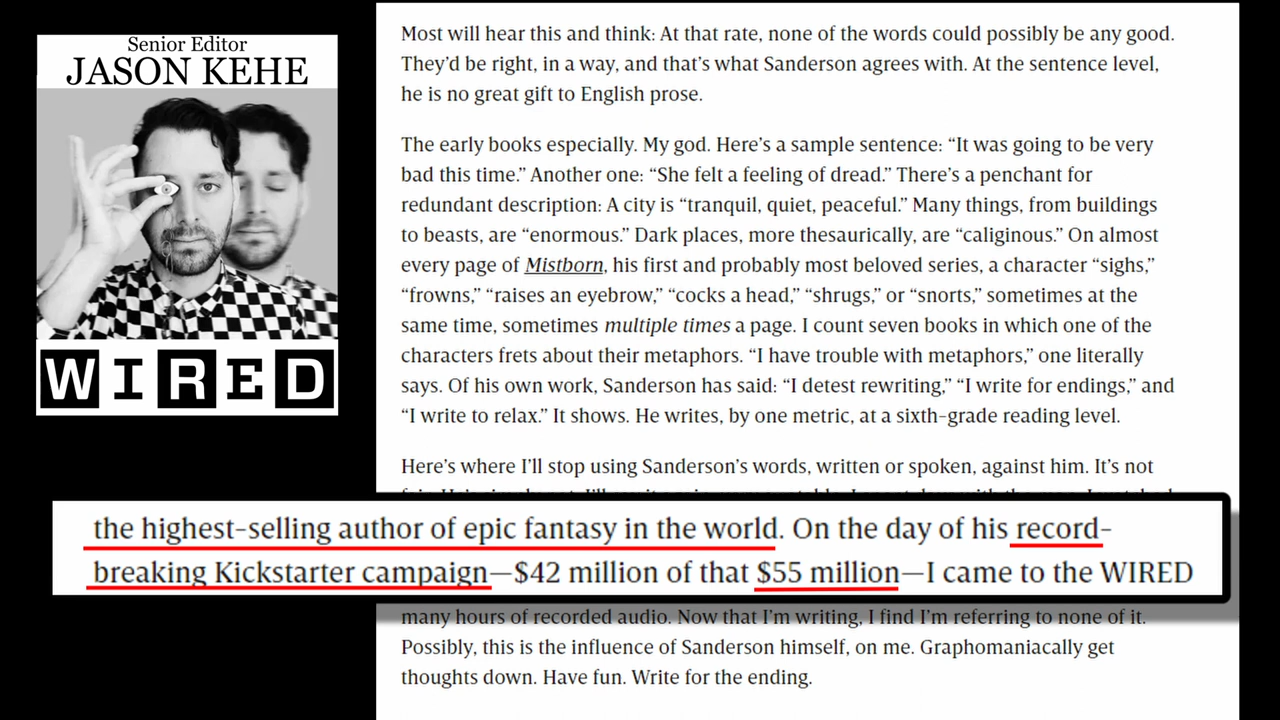 Senior Editor
JASON KEHE
WIRED
Most will hear this and think: At that rate, none of the words could possibly be any good.
They’d be right, in a way, and that’s what Sanderson agrees with. At the sentence level,
he is no great gift to English prose.
The early books especially. My god. Here’s a sample sentence: “It was going to be very
bad this time.” Another one: “She felt a feeling of dread.” There’s a penchant for
redundant description: A city is “tranquil, quiet, peaceful.” Many things, from buildings
to beasts, are “enormous.” Dark places, more thesaurically, are “caliginous.” On almost
every page of Mistborn, his first and probably most beloved series, a character “sighs,”
“frowns,” “raises an eyebrow,” “cocks a head,” “shrugs,” or “snorts,” sometimes at the
same time, sometimes multiple times a page. I count seven books in which one of the
characters frets about their metaphors. “I have trouble with metaphors,” one literally
says. Of his own work, Sanderson has said: “I detest rewriting,” “I write for endings,” and
“I write to relax.” It shows. He writes, by one metric, at a sixth-grade reading level.
Here’s where I’ll stop using Sanderson’s words, written or spoken, against him. It’s not
the highest-selling author of epic fantasy in the world. On the day of his record-
breaking Kickstarter campaign—$42 million of that $55 million—I came to the WIRED
many hours of recorded audio. Now that I’m writing, I find I’m referring to none of it.
Possibly, this is the influence of Sanderson himself, on me. Graphomaniacally get
thoughts down. Have fun. Write for the ending.